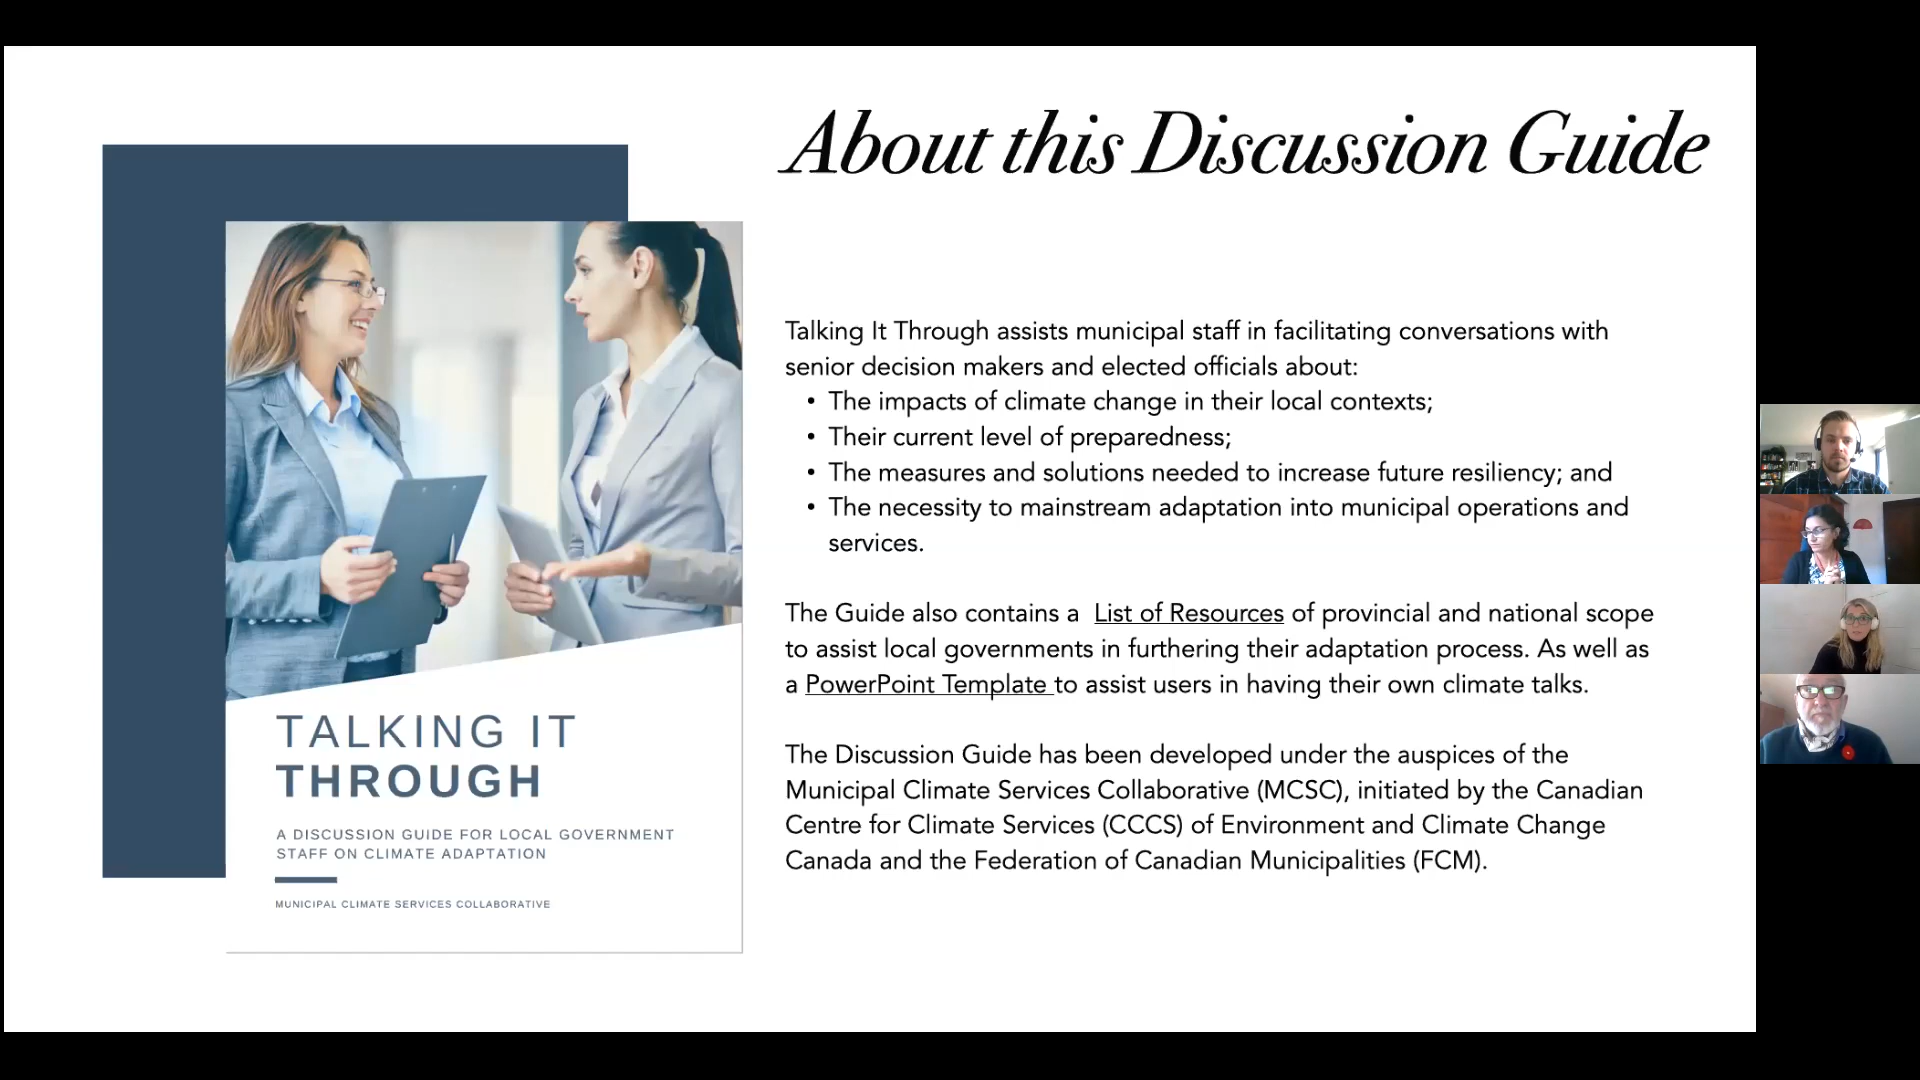 About this Discussion Guide
Talking It Through assists municipal staff in facilitating conversations with
senior decision makers and elected officials about:
• The impacts of climate change in their local contexts;
• Their current level of preparedness;
• The measures and solutions needed to increase future resiliency; and
• The necessity to mainstream adaptation into municipal operations and
services.
The Guide also contains a List of Resources of provincial and national scope
to assist local governments in furthering their adaptation process. As well as
a PowerPoint Template to assist users in having their own climate talks.
The Discussion Guide has been developed under the auspices of the
Municipal Climate Services Collaborative (MCSC), initiated by the Canadian
Centre for Climate Services (CCCS) of Environment and Climate Change
Canada and the Federation of Canadian Municipalities (FCM).
TALKING IT
THROUGH
A DISCUSSION GUIDE FOR LOCAL GOVERNMENT
STAFF ON CLIMATE ADAPTATION
MUNICIPAL CLIMATE SERVICES COLLABORATIVE